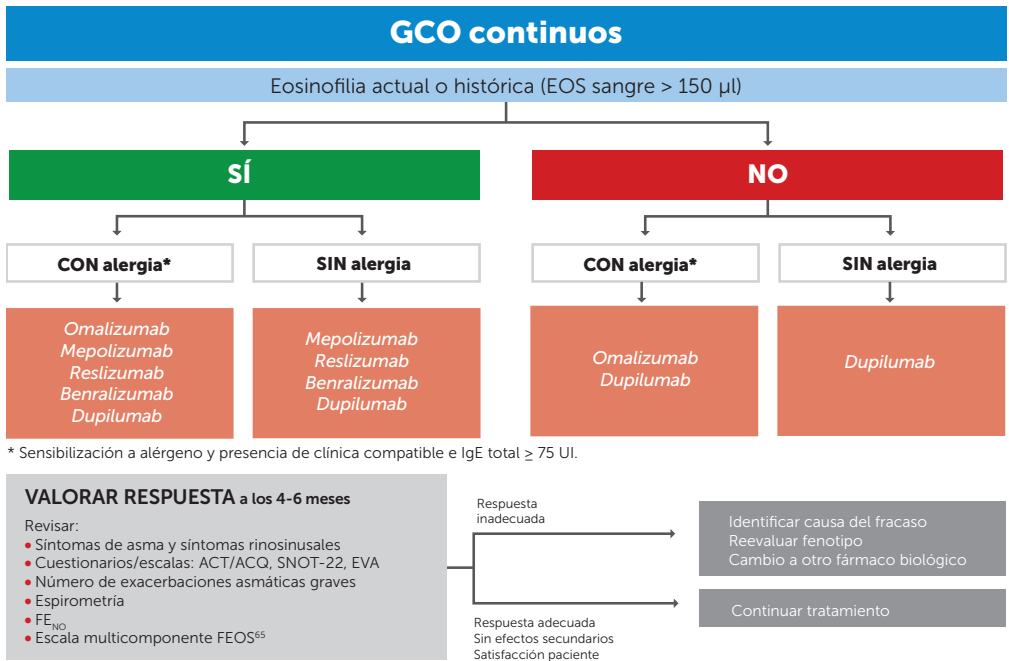 GCO continuos
Eosinofilia actual o histórica (EOS sangre > 150 µl)
SÍ
NO
CON alergia*
SIN alergia
CON alergia*
SIN alergia
Omalizumab
Mepolizumab
Reslizumab
Benralizumab
Dupilumab
Mepolizumab
Reslizumab
Benralizumab
Dupilumab
Omalizumab
Dupilumab
Dupilumab
* Sensibilización a alérgeno y presencia de clínica compatible e IgE total ≥ 75 UI.
VALORAR RESPUESTA a los 4-6 meses
Revisar:
• Síntomas de asma y síntomas rinosinusales
• Cuestionarios/escalas: ACT/ACQ, SNOT-22, EVA
• Número de exacerbaciones asmáticas graves
• Espirometría
• FE_NO
• Escala multicomponente FEOS⁶⁵
Respuesta
inadecuada
Identificar causa del fracaso
Reevaluar fenotipo
Cambio a otro fármaco biológico
Respuesta adecuada
Sin efectos secundarios
Satisfacción paciente
Continuar tratamiento